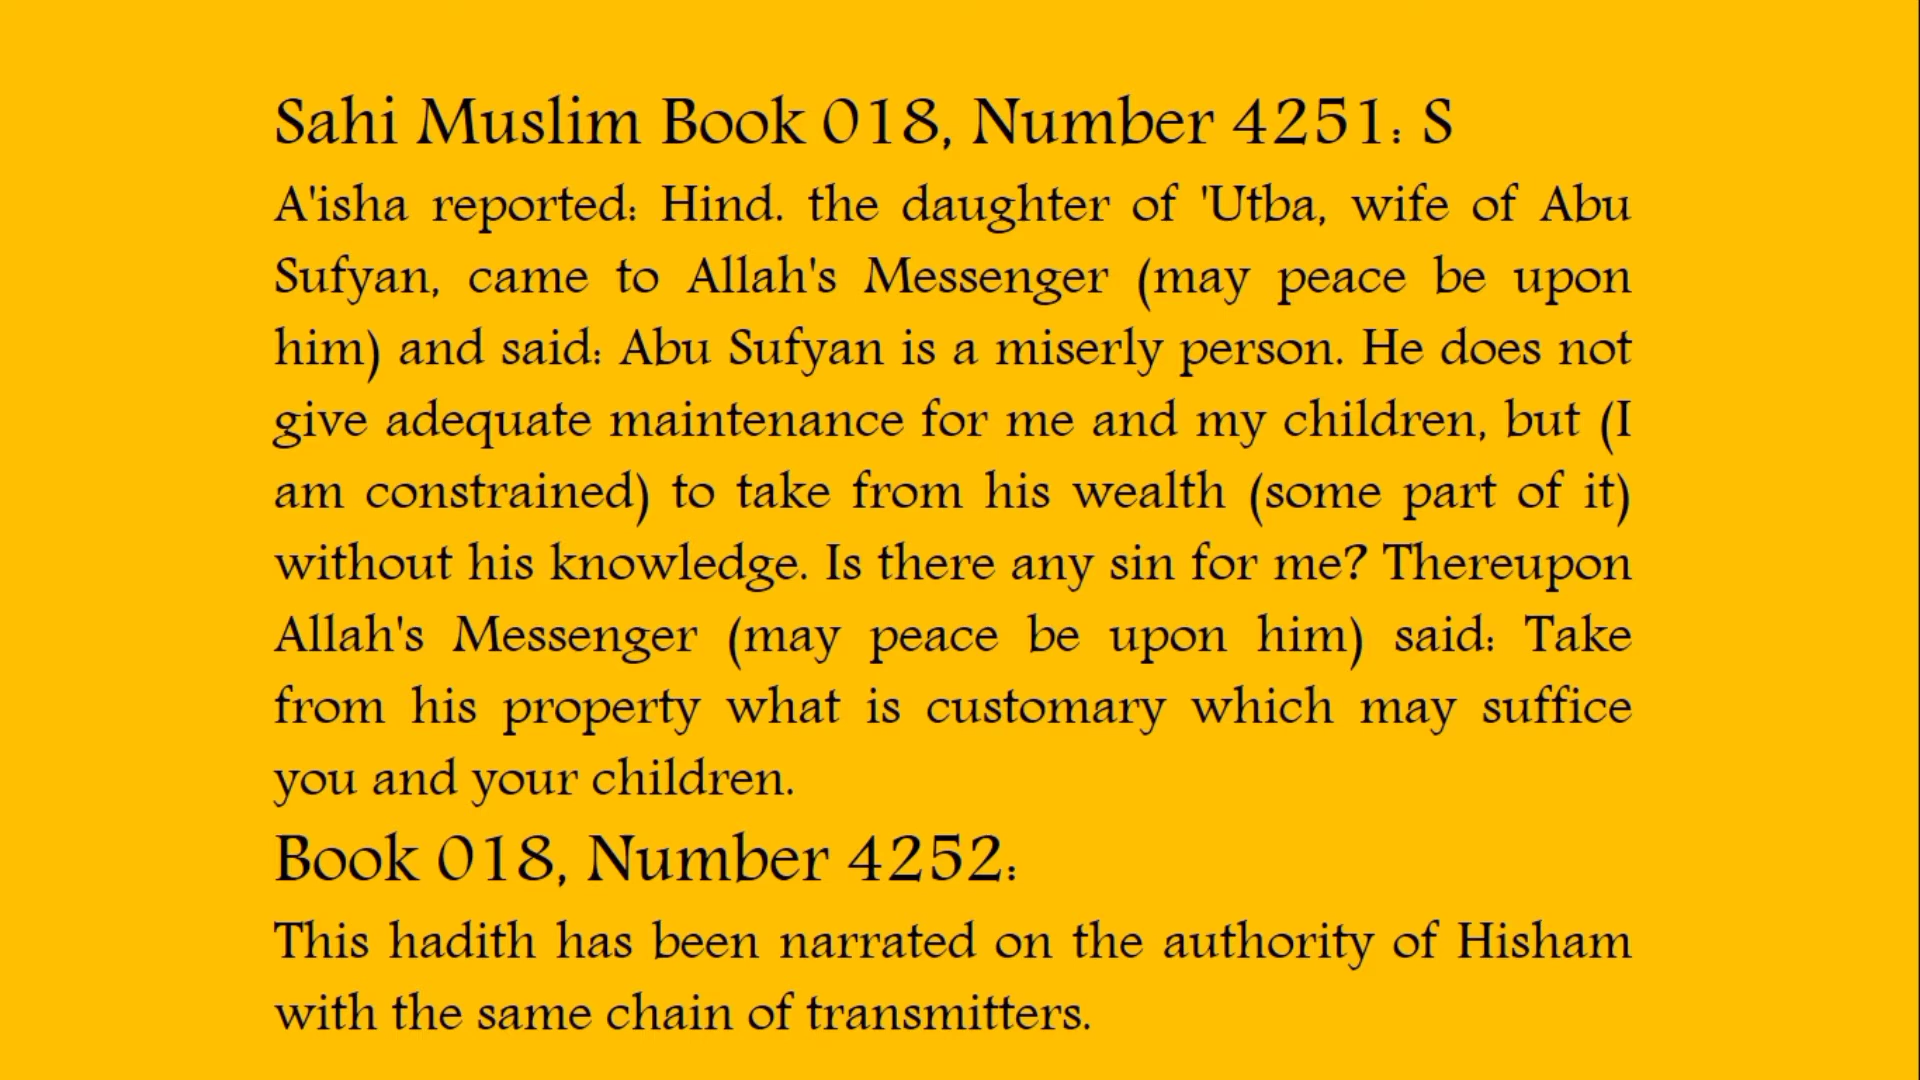 Sahi Muslim Book 018, Number 4251: S
A'isha reported: Hind. the daughter of 'Utba, wife of Abu
Sufyan, came to Allah's Messenger (may peace be upon
him) and said: Abu Sufyan is a miserly person. He does not
give adequate maintenance for me and my children, but (I
am constrained) to take from his wealth (some part of it)
without his knowledge. Is there any sin for me? Thereupon
Allah's Messenger (may peace be upon him) said: Take
from his property what is customary which may suffice
you and your children.
Book 018, Number 4252:
This hadith has been narrated on the authority of Hisham
with the same chain of transmitters.